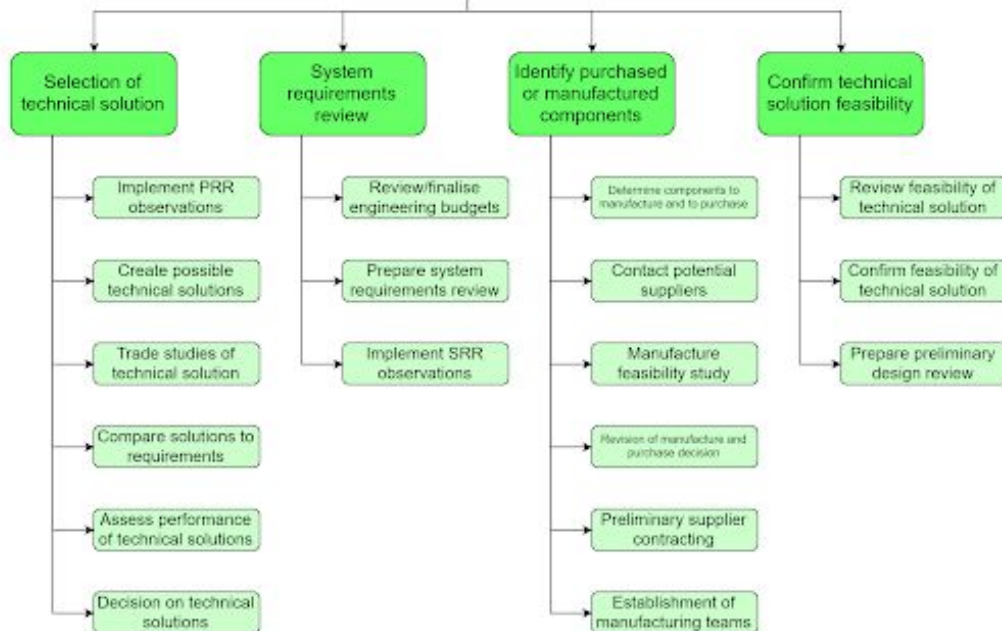 Selection of
technical solution
Implement PRR
observations
Create possible
technical solutions
Trade studies of
technical solution
Compare solutions to
requirements
Assess performance
of technical solutions
Decision on technical
solutions
System
requirements
review
Review/finalise
engineering budgets
Prepare system
requirements review
Implement SRR
observations
Identify purchased
or manufactured
components
Determine components to
manufacture and to purchase
Contact potential
suppliers
Manufacture
feasibility study
Revision of manufacture and
purchase decision
Preliminary supplier
contracting
Establishment of
manufacturing teams
Confirm technical
solution feasibility
Review feasibility of
technical solution
Confirm feasibility of
technical solution
Prepare preliminary
design review